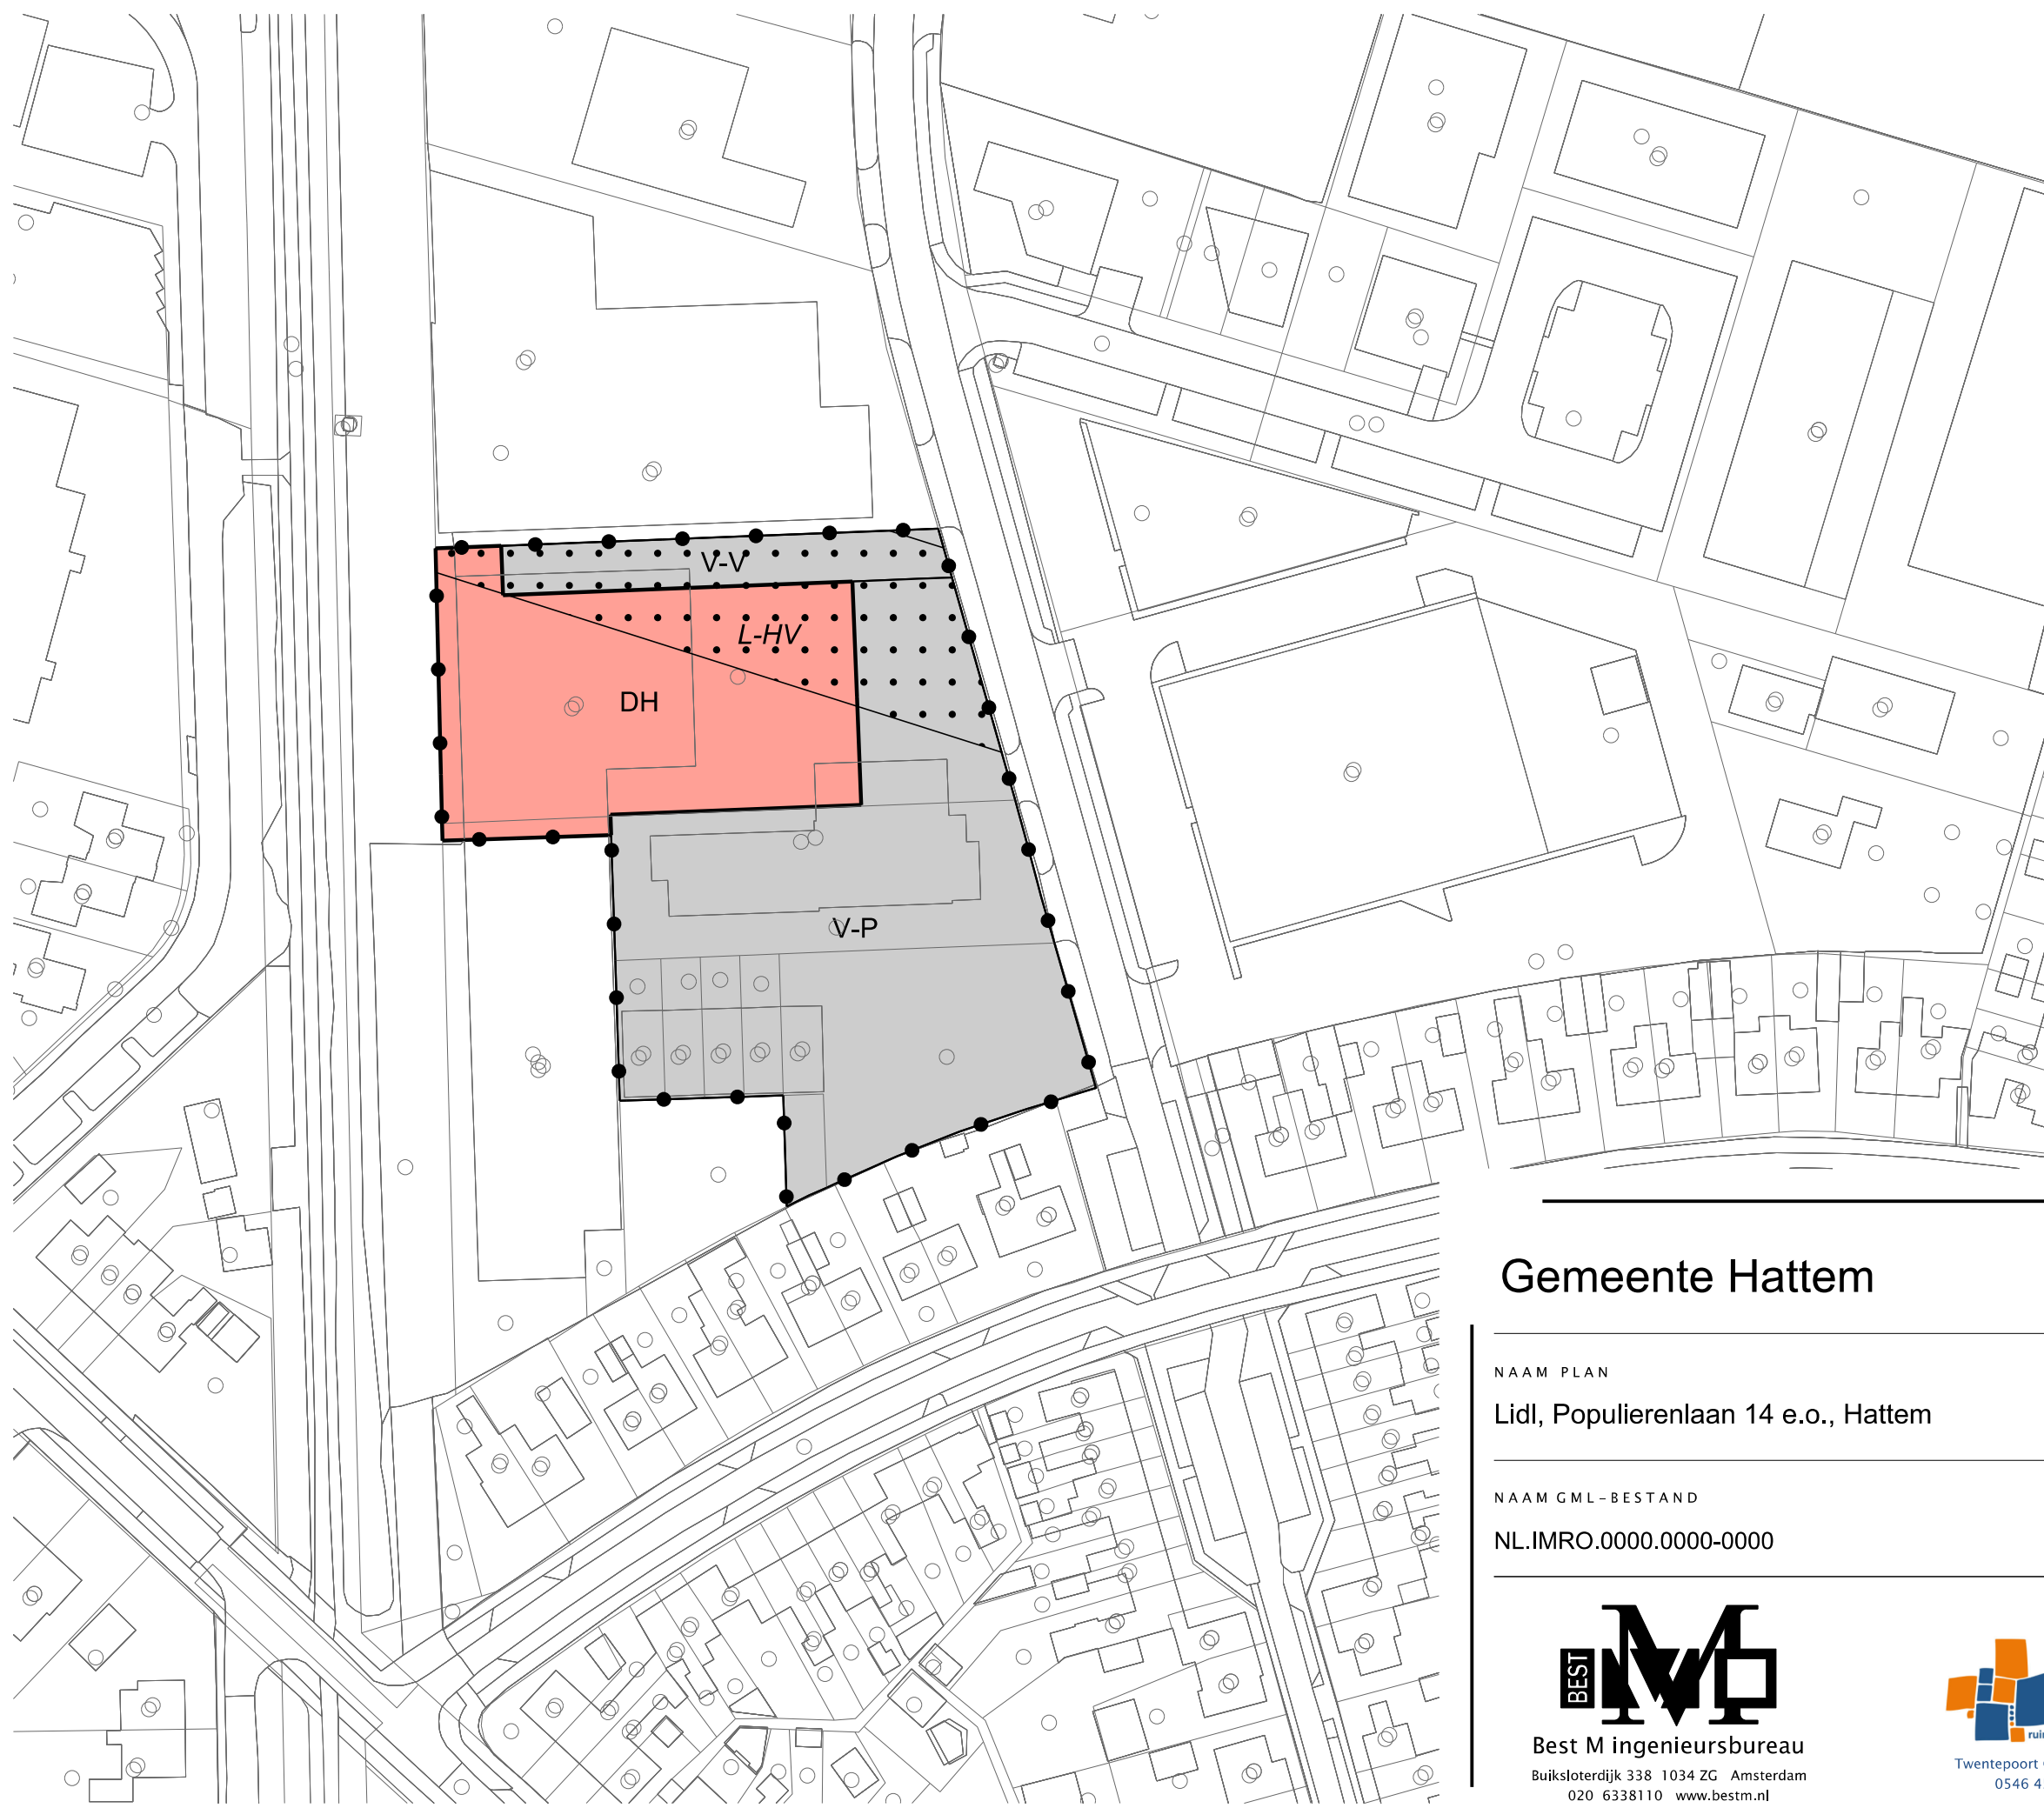 V-V
L-HV
DH
V-P
Gemeente Hattem
NAAM PLAN
Lidl, Populierenlaan 14 e.o., Hattem
NAAM GML-BESTAND
NL.IMRO.0000.0000-0000
BEST
M
Best M ingenieursbureau
Buiksloterdijk 338 1034 ZG Amsterdam
020 6338110 www.bestm.nl
Twentepoort
0546 4